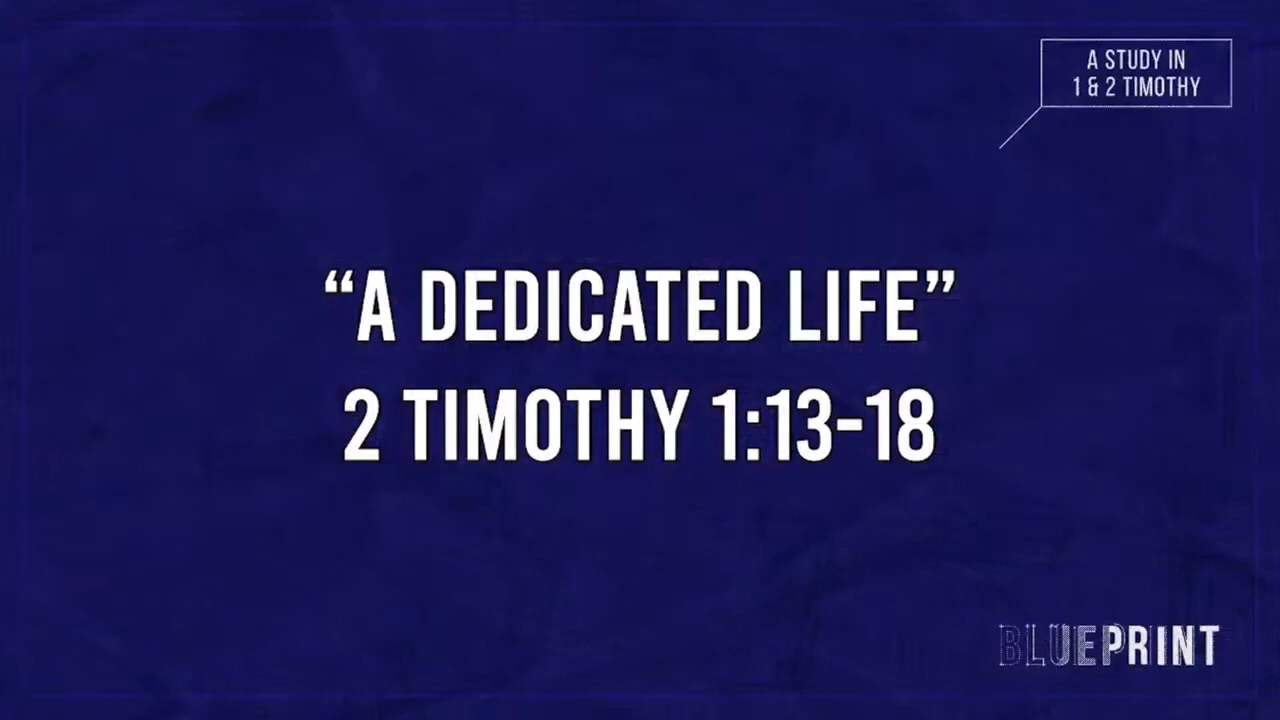 A STUDY IN
1 & 2 TIMOTHY
“A DEDICATED LIFE”
2 TIMOTHY 1:13-18
BLUEPRINT